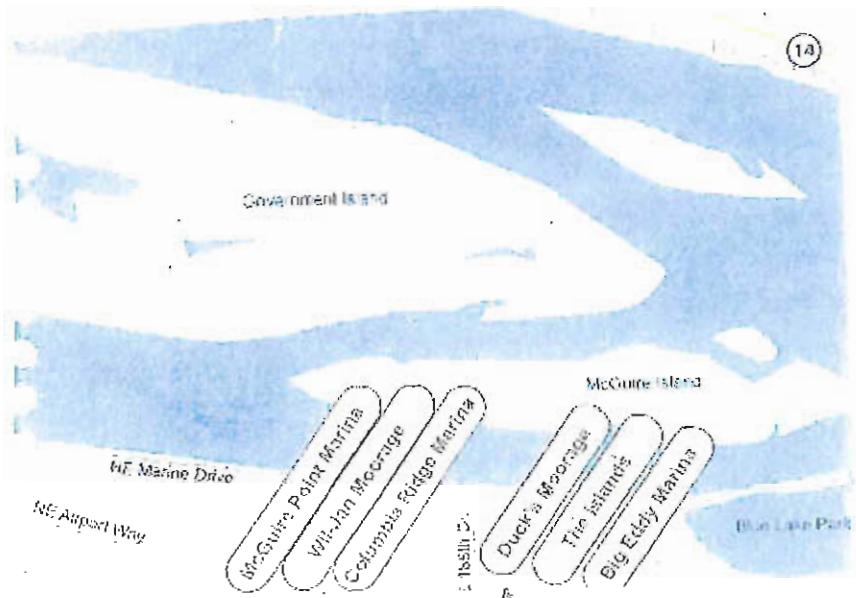 14
Government Island
McGuire Island
NE Marine Drive
NE Airport Way
McGuire Point Marina
Wil-Jan Moorage
Columbia Ridge Marina
Duck's Moorage
The Islands
Big Eddy Marina
Blue Lake Park